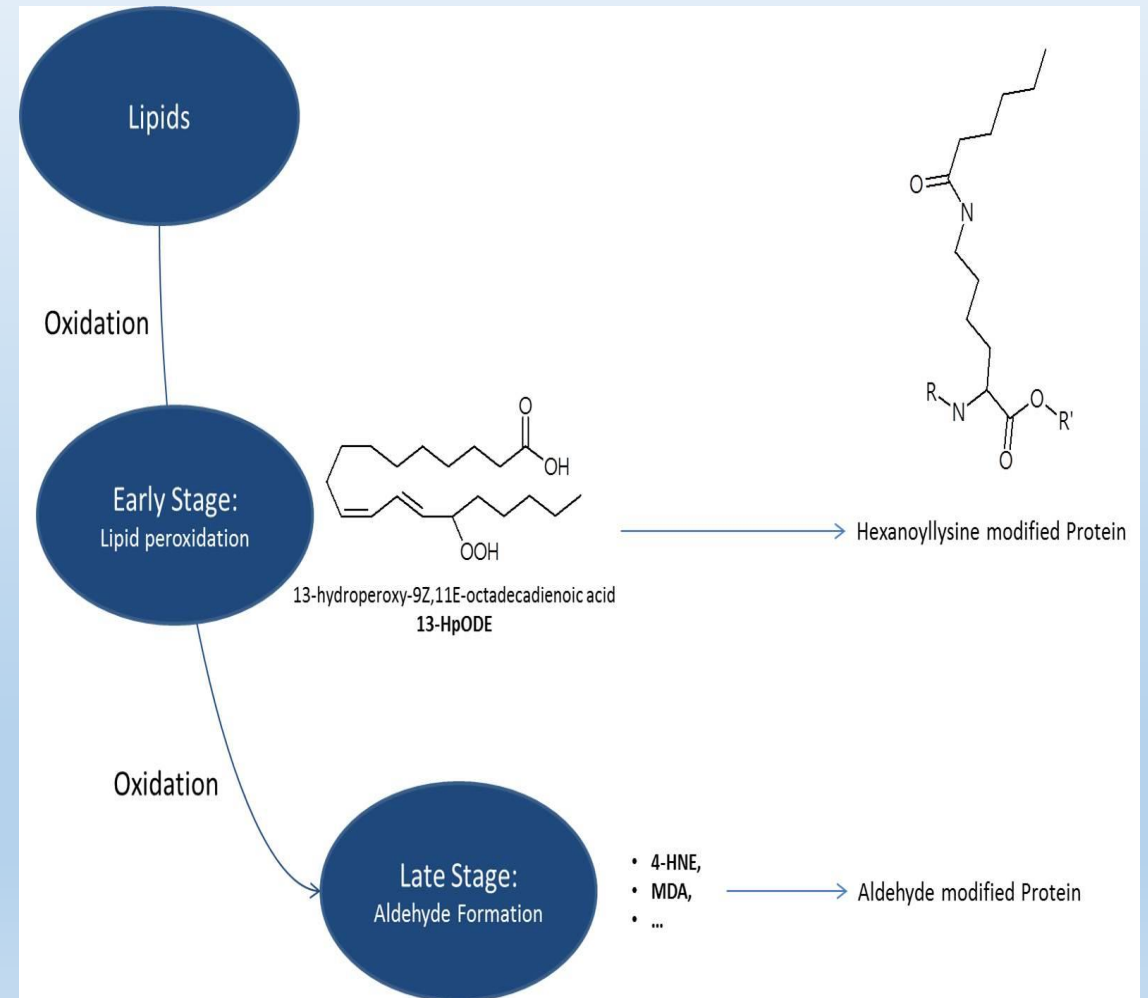 Lipids
Oxidation
O
N
R
N
O
R'
O
Early Stage:
Lipid peroxidation
O
OH
OOH
13-hydroperoxy-9Z,11E-octadecadienoic acid
13-HpODE
Hexanoyllysine modified Protein
Oxidation
Late Stage:
Aldehyde Formation
• 4-HNE,
• MDA,
• ...
Aldehyde modified Protein